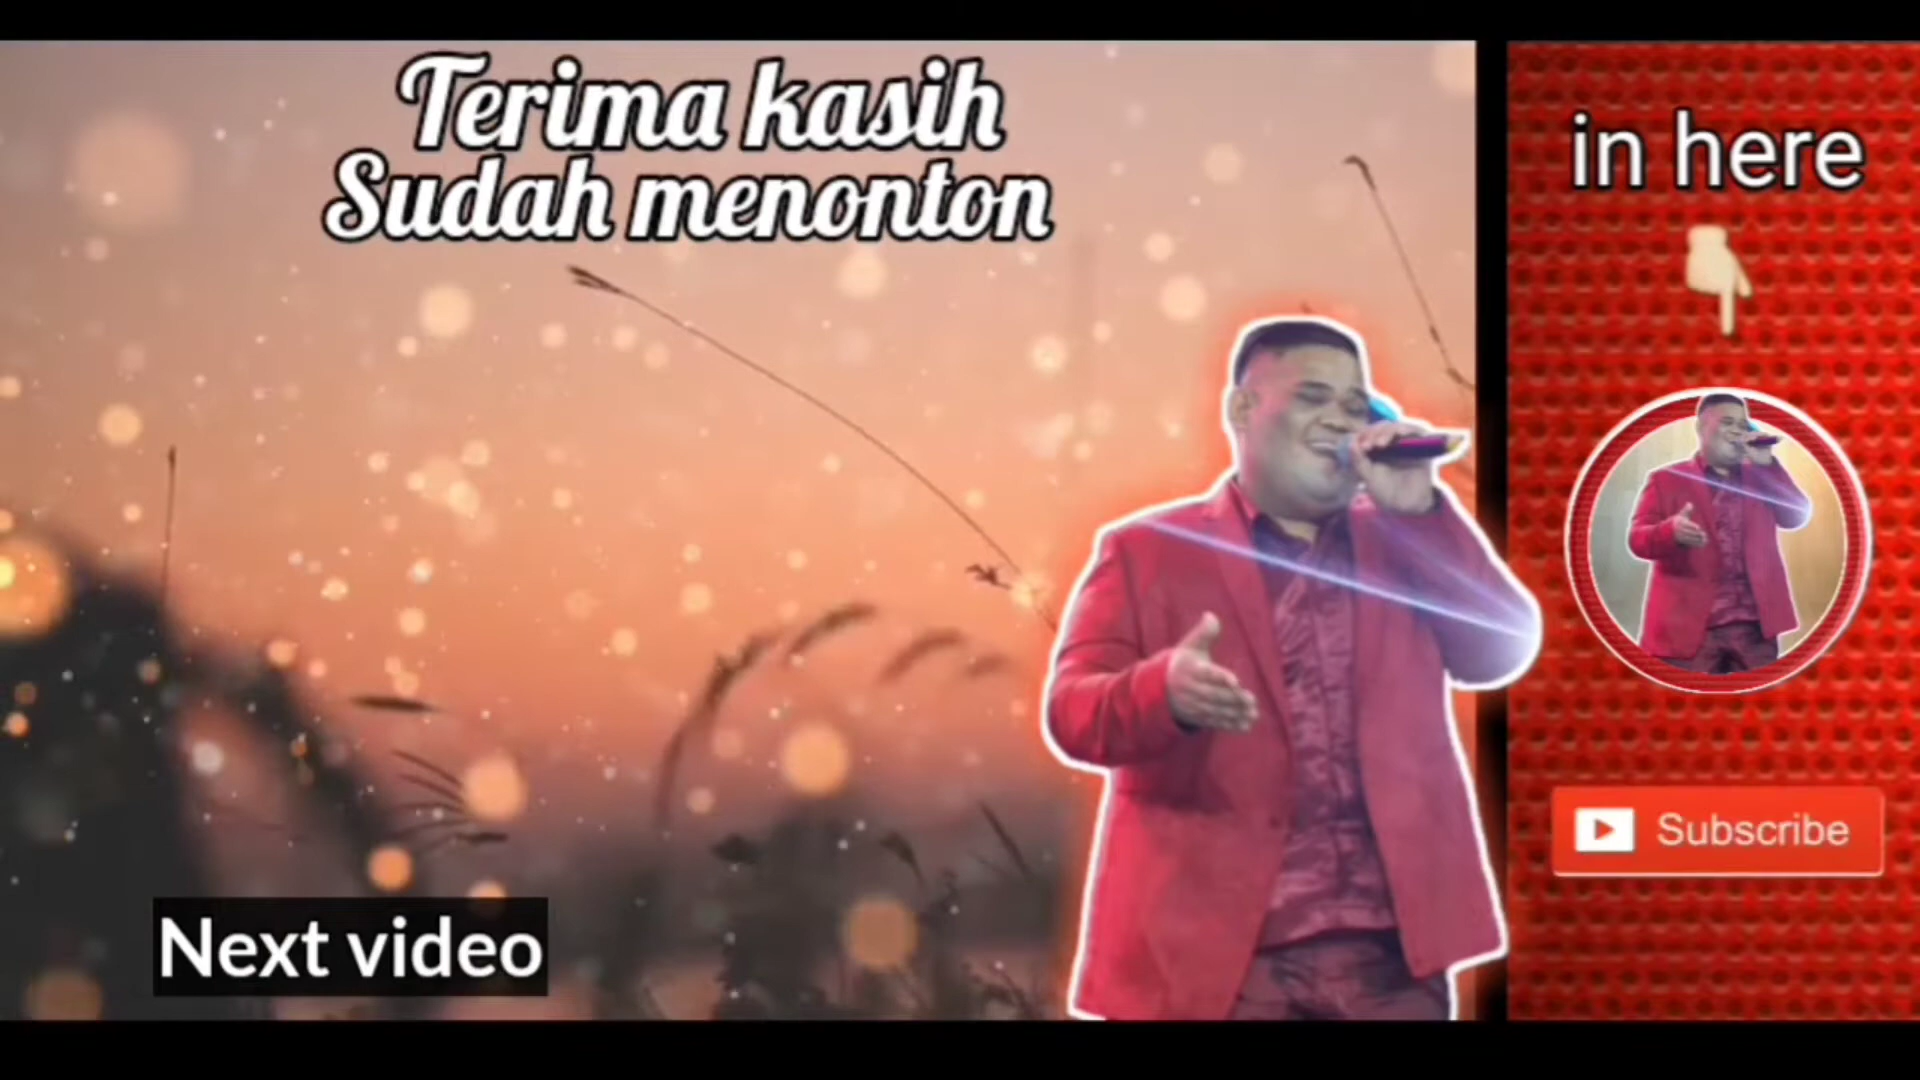 Terima kasih
Sudah menonton
in here
Subscribe
Next video